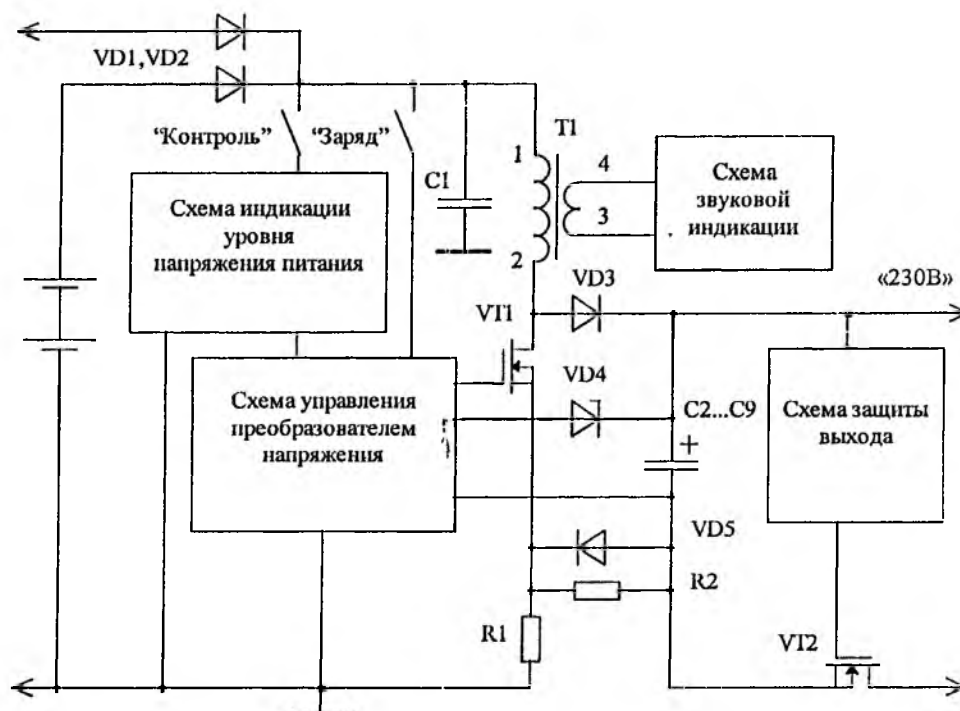 VD1,VD2
"Контроль"
"Заряд"
T1
1
4
C1
3
2
Схема
звуковой
индикации
Схема индикации
уровня
напряжения питания
VD3
«230В»
VT1
VD4
Схема управления
преобразователем
напряжения
C2...C9
+
Схема защиты
выхода
VD5
R2
R1
VT2